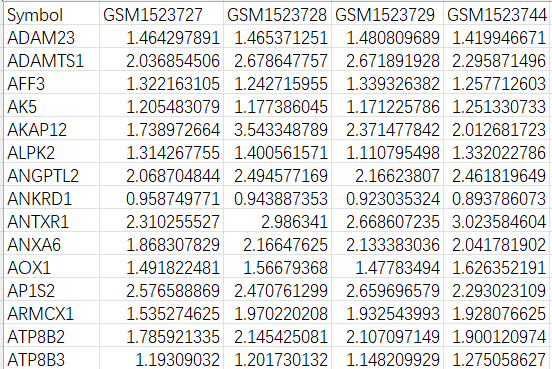 Symbol GSM1523727 GSM1523728 GSM1523729 GSM1523744
ADAM23 1.464297891 1.465371251 1.480809689 1.419946671
ADAMTS1 2.036854506 2.678647757 2.671891928 2.295871496
AFF3 1.322163105 1.242715955 1.339326382 1.257712603
AK5 1.205483079 1.177386045 1.171225786 1.251330733
AKAP12 1.738972664 3.543348789 2.371477842 2.012681723
ALPK2 1.314267755 1.400561571 1.110795498 1.332022786
ANGPTL2 2.068704844 2.494577169 2.16623807 2.461819649
ANKRD1 0.958749771 0.943887353 0.923035324 0.893786073
ANTXR1 2.310255527 2.986341 2.668607235 3.023584604
ANXA6 1.868307829 2.16647625 2.133383036 2.041781902
AOX1 1.491822481 1.56679368 1.47783494 1.626352191
AP1S2 2.576588869 2.470761299 2.659696579 2.293023109
ARMCX1 1.535274625 1.970220208 1.932543993 1.928076625
ATP8B2 1.785921335 2.145425081 2.107097149 1.900120974
ATP8B3 1.19309032 1.201730132 1.148209929 1.275058627